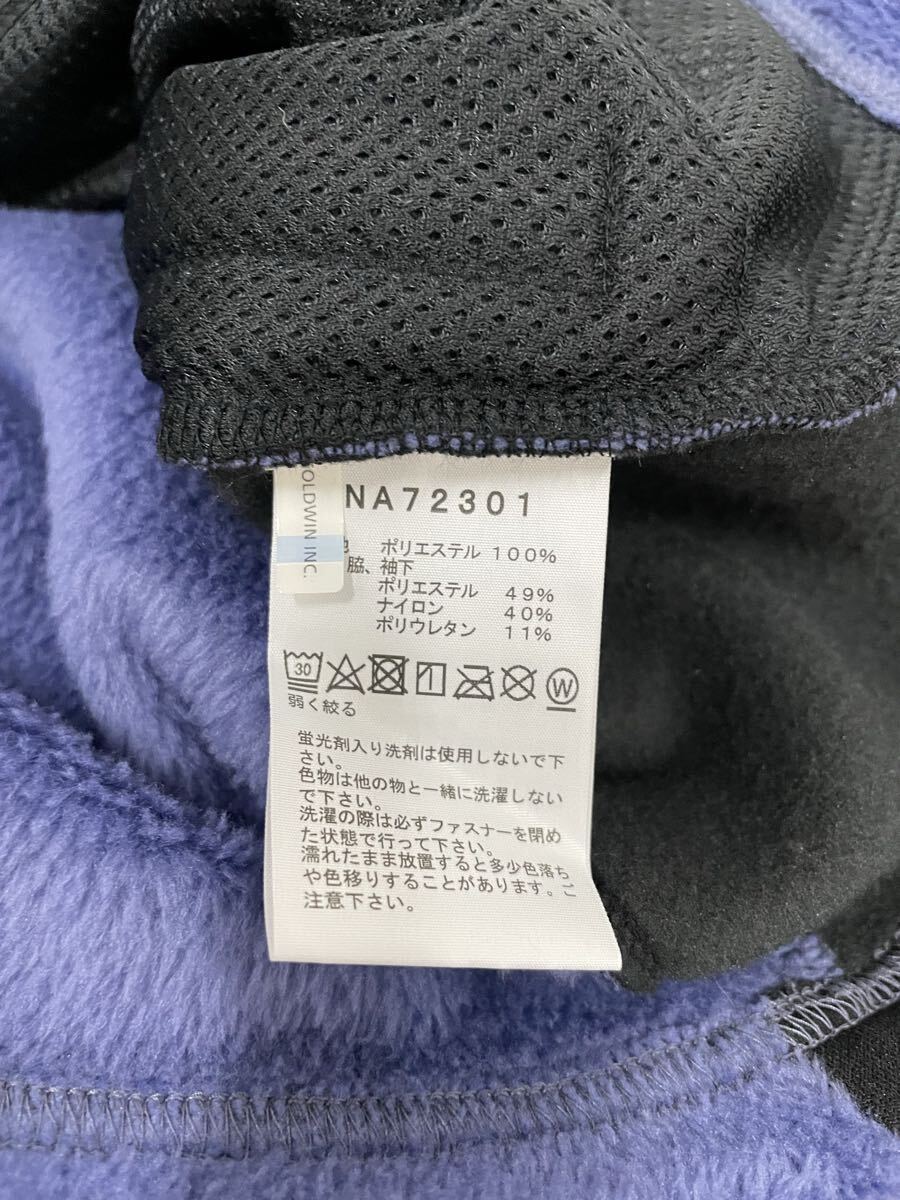 NA72301
GOLDWIN INC.
地 ポリエステル 100%
脇、袖下
ポリエステル 49%
ナイロン 40%
ポリウレタン 11%
30
W
弱く絞る
蛍光剤入り洗剤は使用しないで下
さい。
色物は他の物と一緒に洗濯しない
で下さい。
洗濯の際は必ずファスナーを閉め
た状態で行って下さい。
濡れたまま放置すると多少色落ち
や色移りすることがあります。ご
注意下さい。